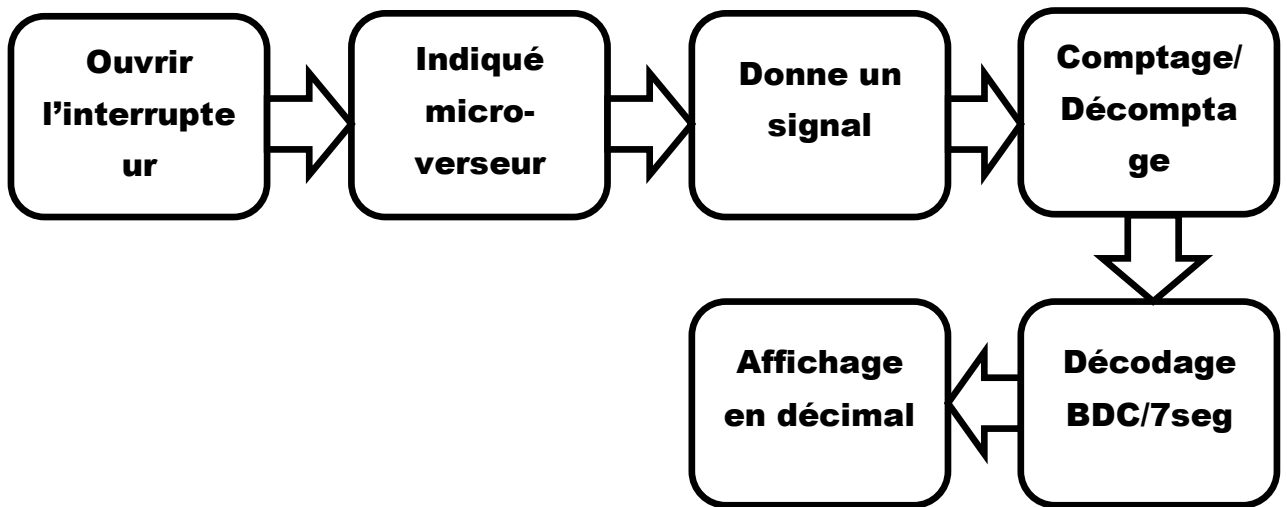 Ouvrir
l’interrupte
ur
Indiqué
micro-
verseur
Donne un
signal
Comptage/
Décompta
ge
Décodage
BDC/7seg
Affichage
en décimal